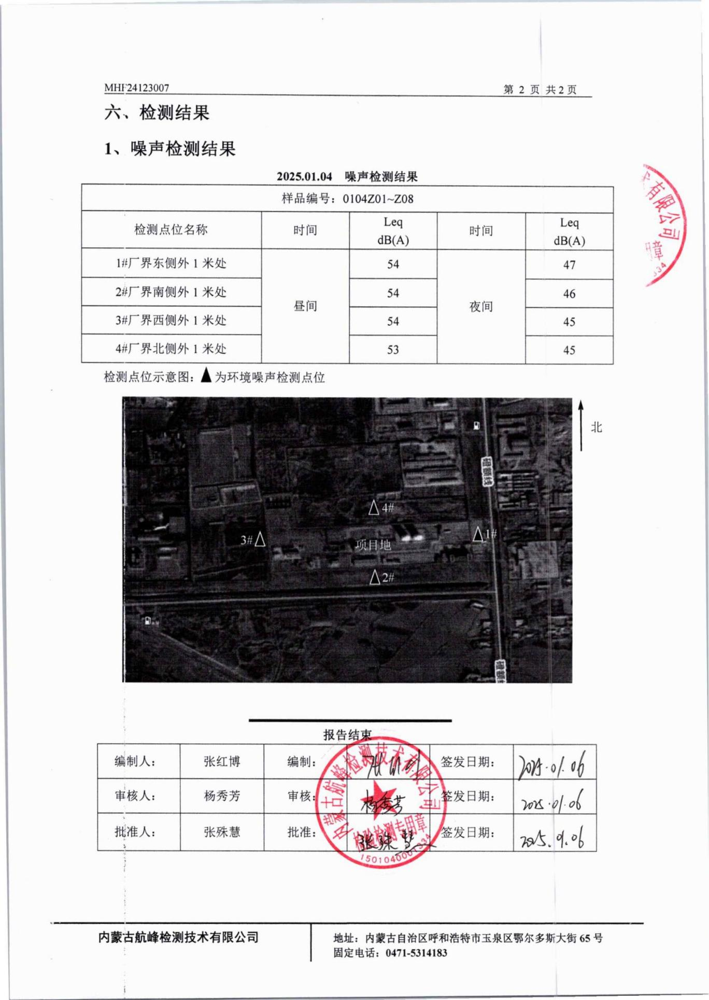 MHF24123007
第 2 页 共 2 页
六、检测结果
1、噪声检测结果
2025.01.04 噪声检测结果
样品编号：0104Z01~Z08
检测点位名称 时间 Leq dB(A) 时间 Leq dB(A)
1#厂界东侧外 1 米处 昼间 54 夜间 47
2#厂界南侧外 1 米处 54 46
3#厂界西侧外 1 米处 54 45
4#厂界北侧外 1 米处 53 45
检测点位示意图：▲为环境噪声检测点位
北
4#
3#
1#
项目地
2#
有限公司
用章
334
报告结束
编制人： 张红博 编制： 签发日期： 2025.01.06
审核人： 杨秀芳 审核： 杨秀芳 签发日期： 2025.01.06
批准人： 张殊慧 批准： 张殊慧 签发日期： 2025.01.06
内蒙古航峰检测技术有限公司
检验检测专用章
1501040001334
内蒙古航峰检测技术有限公司
地址：内蒙古自治区呼和浩特市玉泉区鄂尔多斯大街 65 号
固定电话：0471-5314183